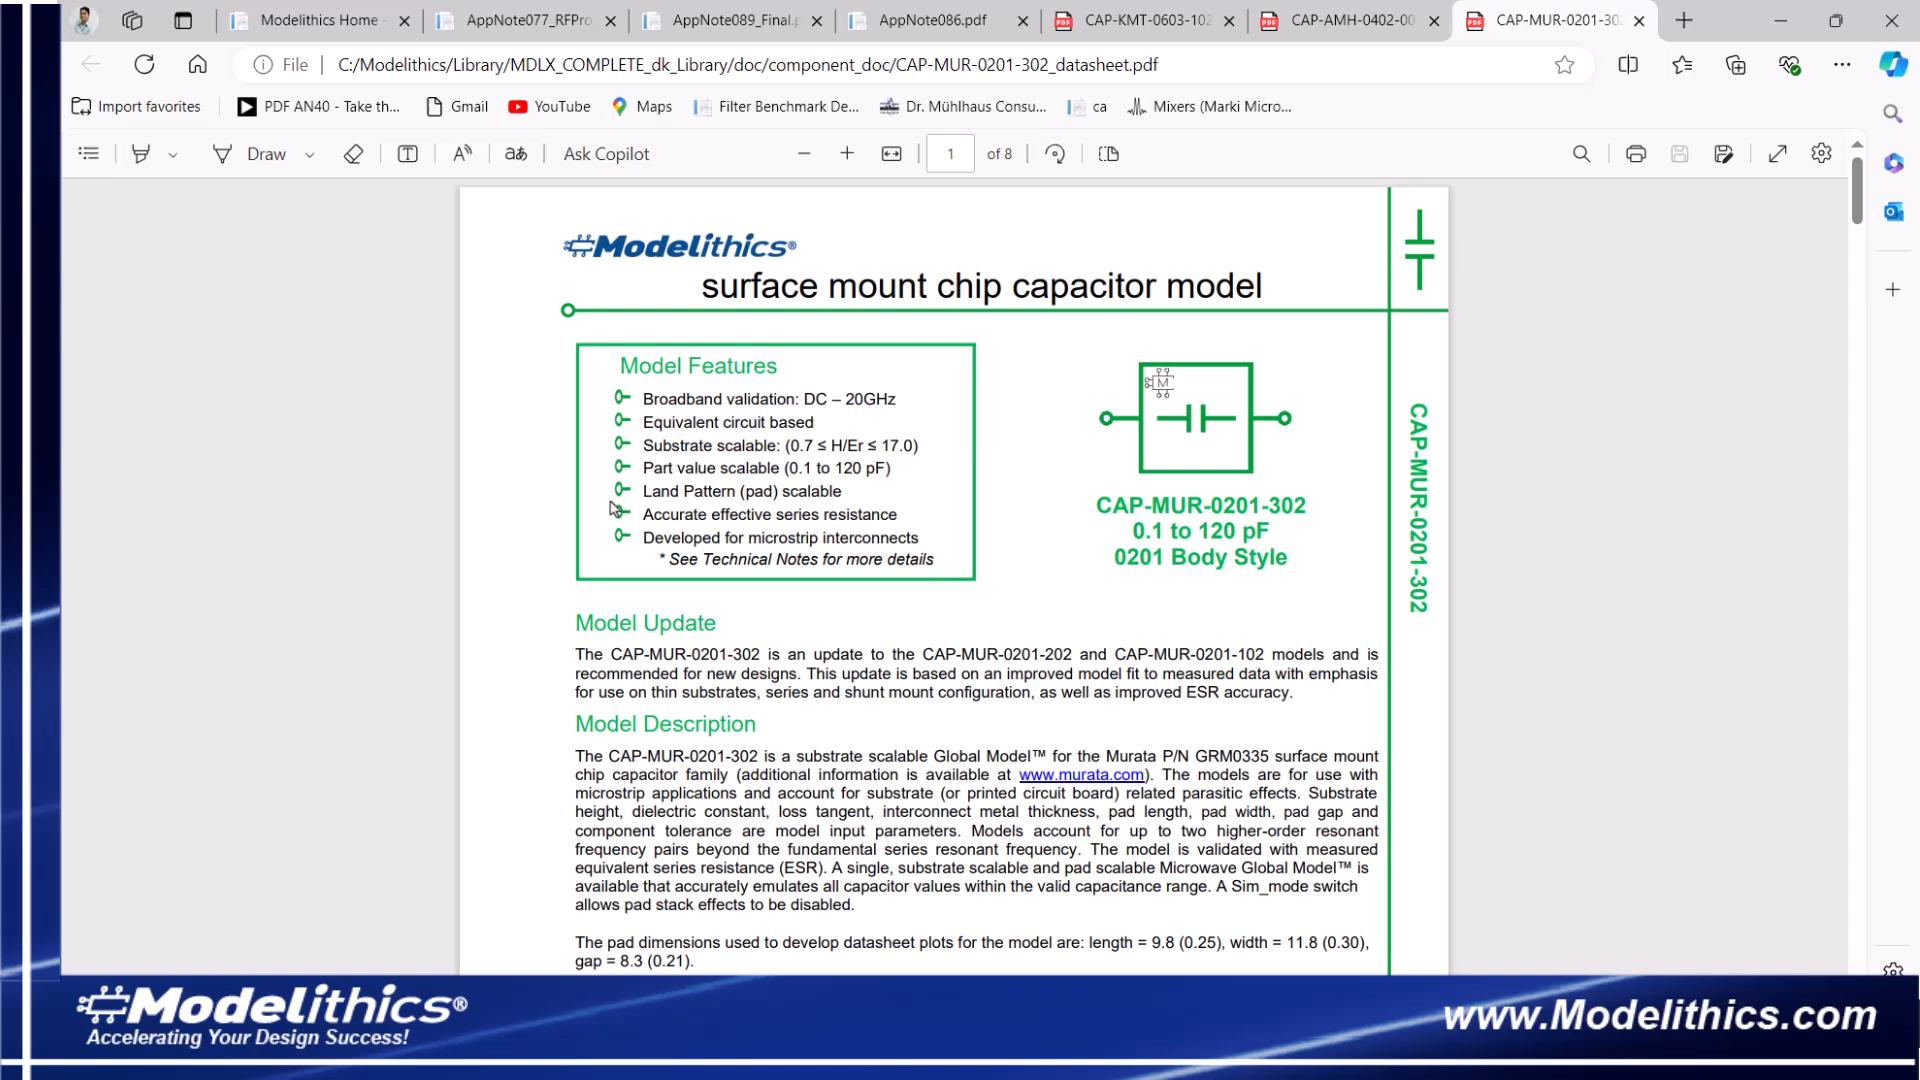 Modelithics Home -
AppNote077_RFPro
AppNote089_Final.p
AppNote086.pdf
CAP-KMT-0603-102
CAP-AMH-0402-00
CAP-MUR-0201-30
File
C:/Modelithics/Library/MDLX_COMPLETE_dk_Library/doc/component_doc/CAP-MUR-0201-302_datasheet.pdf
Import favorites
PDF AN40 - Take th...
Gmail
YouTube
Maps
Filter Benchmark De...
Dr. Mühlhaus Consu...
ca
Mixers (Marki Micro...
Draw
Ask Copilot
1 of 8
Modelithics®
surface mount chip capacitor model
Model Features
Broadband validation: DC – 20GHz
Equivalent circuit based
Substrate scalable: (0.7 ≤ H/Er ≤ 17.0)
Part value scalable (0.1 to 120 pF)
Land Pattern (pad) scalable
Accurate effective series resistance
Developed for microstrip interconnects
* See Technical Notes for more details
M
CAP-MUR-0201-302
0.1 to 120 pF
0201 Body Style
CAP-MUR-0201-302
Model Update
The CAP-MUR-0201-302 is an update to the CAP-MUR-0201-202 and CAP-MUR-0201-102 models and is
recommended for new designs. This update is based on an improved model fit to measured data with emphasis
for use on thin substrates, series and shunt mount configuration, as well as improved ESR accuracy.
Model Description
The CAP-MUR-0201-302 is a substrate scalable Global Model™ for the Murata P/N GRM0335 surface mount
chip capacitor family (additional information is available at www.murata.com). The models are for use with
microstrip applications and account for substrate (or printed circuit board) related parasitic effects. Substrate
height, dielectric constant, loss tangent, interconnect metal thickness, pad length, pad width, pad gap and
component tolerance are model input parameters. Models account for up to two higher-order resonant
frequency pairs beyond the fundamental series resonant frequency. The model is validated with measured
equivalent series resistance (ESR). A single, substrate scalable and pad scalable Microwave Global Model™ is
available that accurately emulates all capacitor values within the valid capacitance range. A Sim_mode switch
allows pad stack effects to be disabled.
The pad dimensions used to develop datasheet plots for the model are: length = 9.8 (0.25), width = 11.8 (0.30),
gap = 8.3 (0.21).
Modelithics®
Accelerating Your Design Success!
www.Modelithics.com